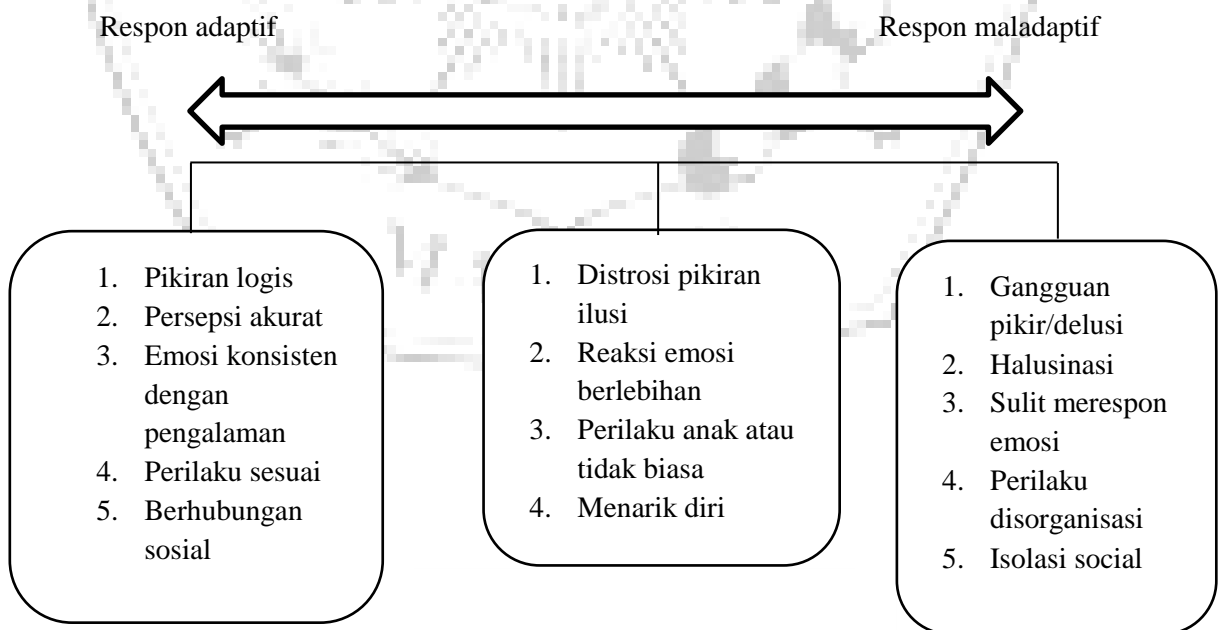 Respon adaptif
Respon maladaptif
1. Pikiran logis
2. Persepsi akurat
3. Emosi konsisten
dengan
pengalaman
4. Perilaku sesuai
5. Berhubungan
sosial
1. Distrosi pikiran
ilusi
2. Reaksi emosi
berlebihan
3. Perilaku anak atau
tidak biasa
4. Menarik diri
1. Gangguan
pikir/delusi
2. Halusinasi
3. Sulit merespon
emosi
4. Perilaku
disorganisasi
5. Isolasi social